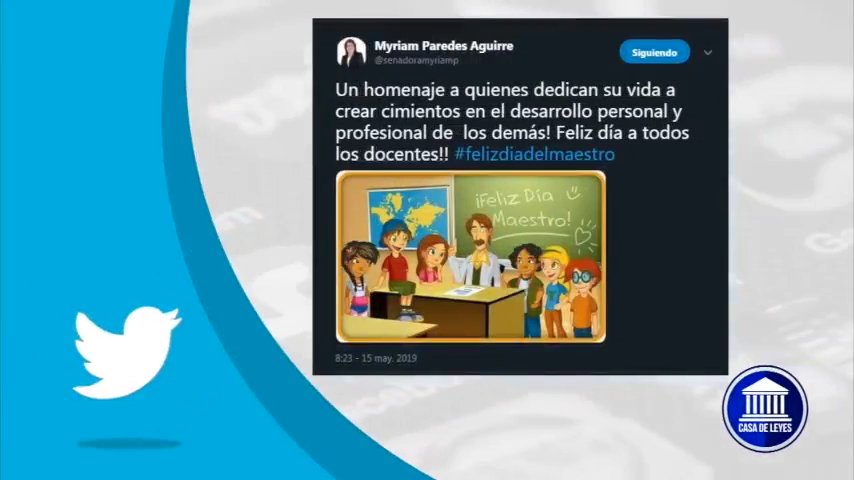 Myriam Paredes Aguirre
@senadoramyriamp
Siguiendo
Un homenaje a quienes dedican su vida a
crear cimientos en el desarrollo personal y
profesional de los demás! Feliz día a todos
los docentes!! #felizdiadelmaestro
¡Feliz Día
Maestro!
8:23 - 15 may. 2019
CASA DE LEYES